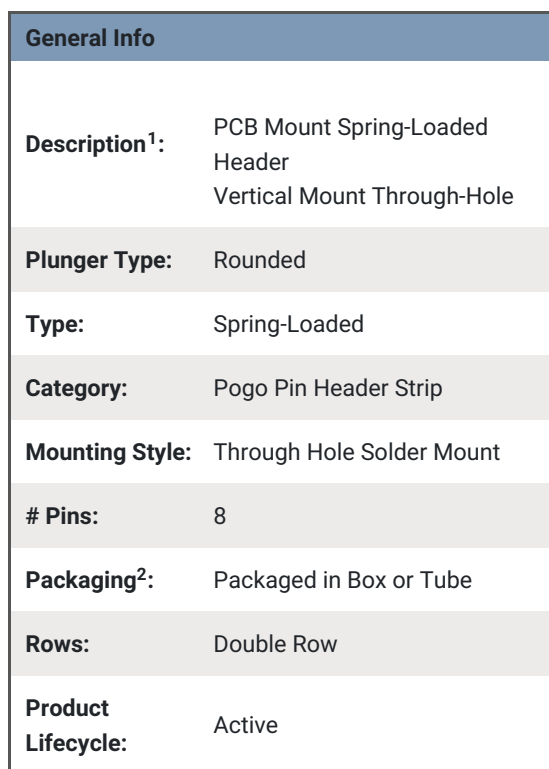 General Info
Description1: PCB Mount Spring-Loaded
Header
Vertical Mount Through-Hole
Plunger Type: Rounded
Type: Spring-Loaded
Category: Pogo Pin Header Strip
Mounting Style: Through Hole Solder Mount
# Pins: 8
Packaging2: Packaged in Box or Tube
Rows: Double Row
Product
Lifecycle: Active